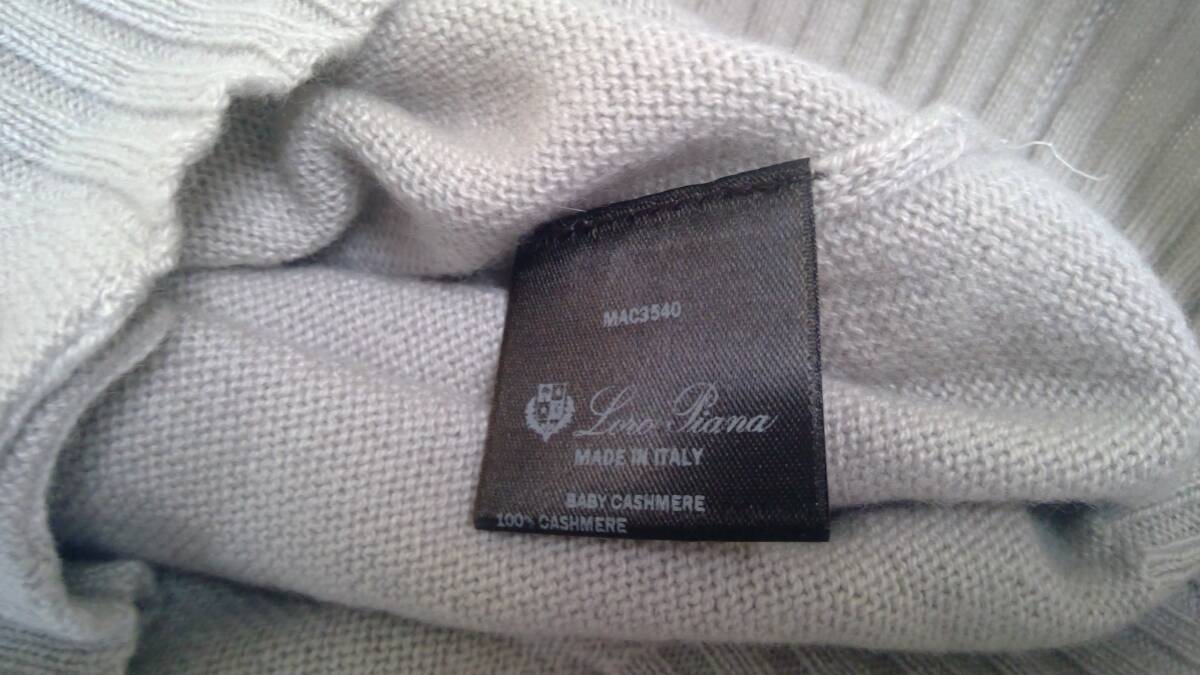 MAC3540
Loro Piana
MADE IN ITALY
BABY CASHMERE
100% CASHMERE